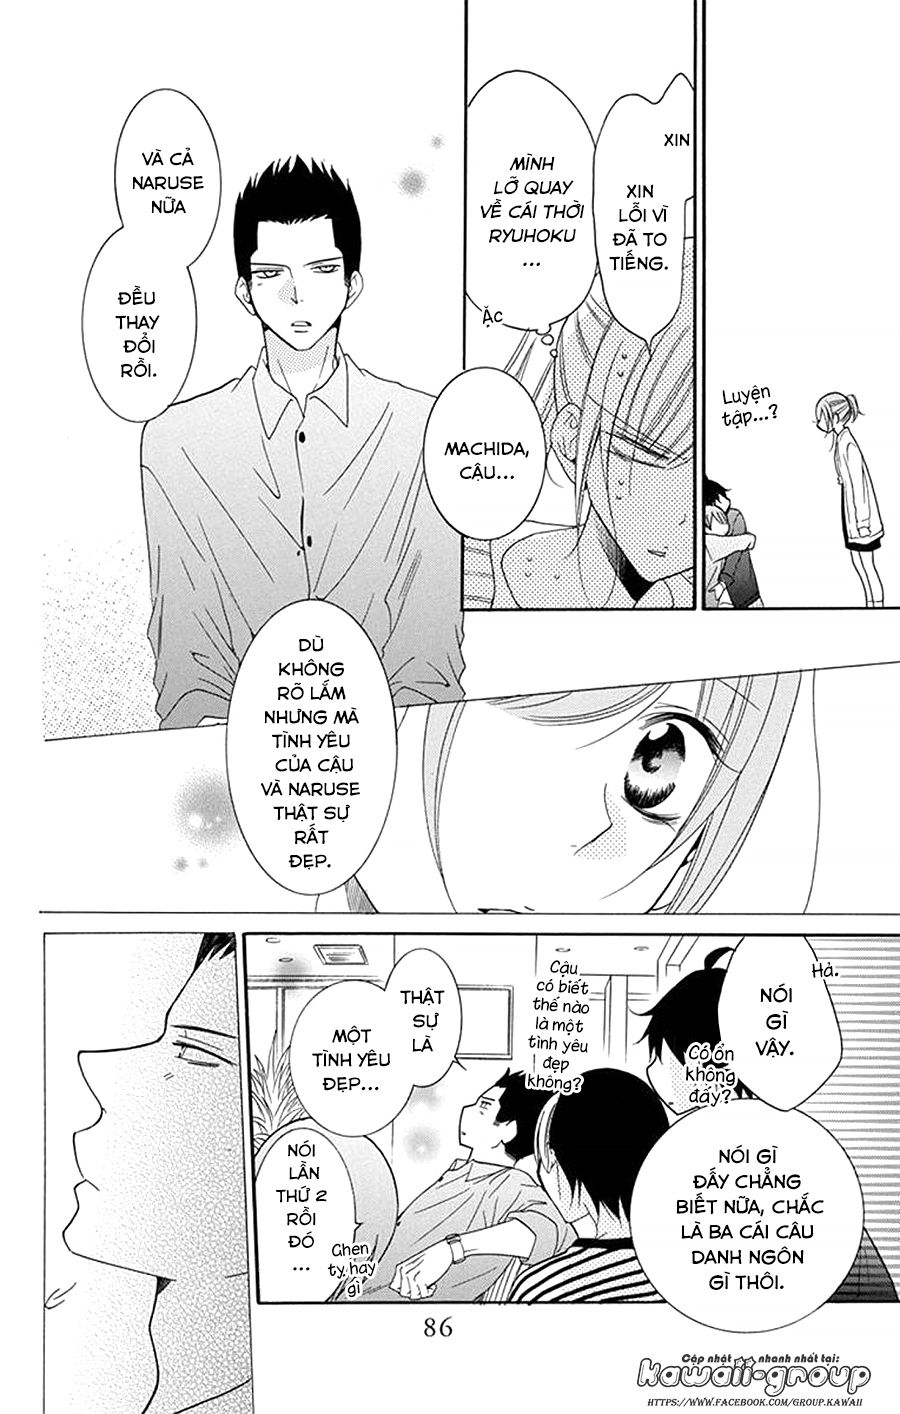 XIN
XIN
LỖI VÌ
ĐÃ TO
TIẾNG.
Luyện
tập...?
MÌNH
LỠ QUAY
VỀ CÁI THỜI
RYUHOKU
...
Ặc
MACHIDA,
CẬU...
VÀ CẢ
NARUSE
NỮA
ĐỀU
THAY
ĐỔI
RỒI.
DÙ
KHÔNG
RÕ LẮM
NHƯNG MÀ
TÌNH YÊU
CỦA CẬU
VÀ NARUSE
THẬT SỰ
RẤT
ĐẸP.
Hả.
NÓI
GÌ
VẬY.
Có ổn
không
đấy?
NÓI GÌ
ĐẤY CHẲNG
BIẾT NỮA, CHẮC
LÀ BA CÁI CÂU
DANH NGÔN
GÌ THÔI.
Cậu
có biết
thế nào
là một
tình yêu
đẹp
không?
THẬT
SỰ
LÀ
MỘT
TÌNH YÊU
ĐẸP...
NÓI
LẦN
THỨ 2
RỒI
ĐÓ
...
Ghen
tỵ hay
gì
86
Cập nhật nhanh nhất tại:
kawaii-group
HTTPS://WWW.FACEBOOK.COM/GROUP.KAWAII